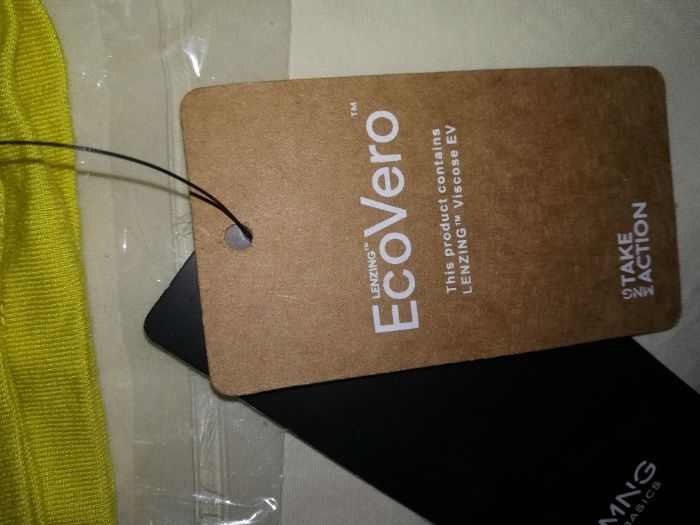 LENZING™
EcoVero™
This product contains
LENZING™ Viscose EV
TAKE
ACTION
MNG
BASICS